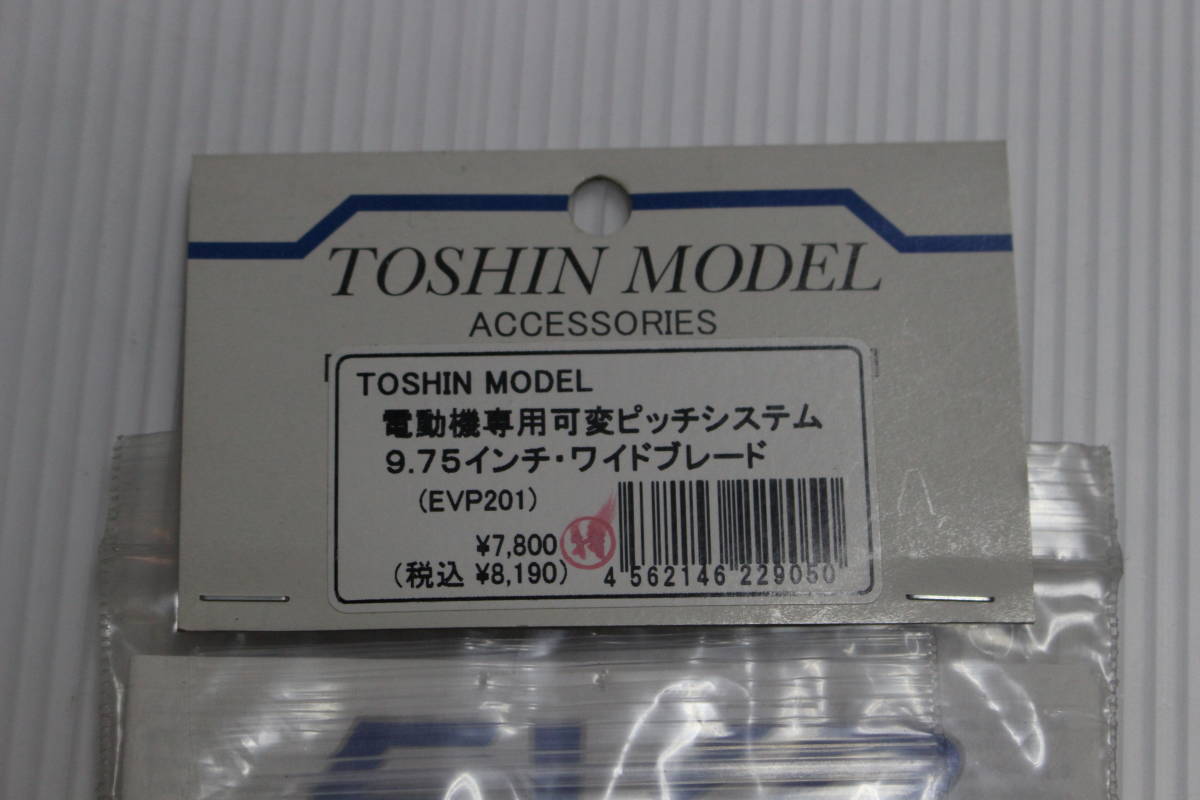 TOSHIN MODEL
ACCESSORIES
TOSHIN MODEL
電動機専用可変ピッチシステム
9.75インチ・ワイドブレード
(EVP201)
¥7,800
(税込 ¥8,190)
4 562146 229050